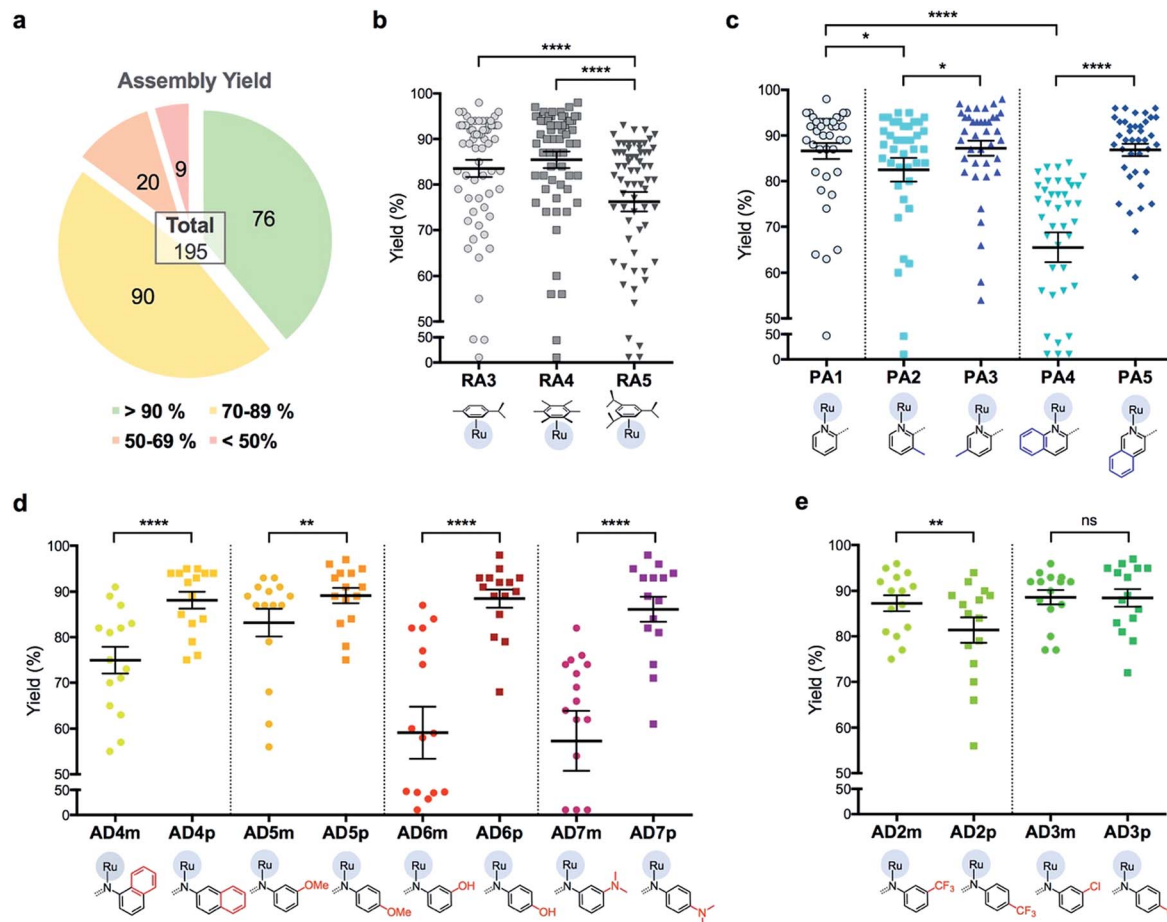 a
Assembly Yield
9
20
76
Total
195
90
> 90 %
70-89 %
50-69 %
< 50%
b
****
****
Yield (%)
100
90
80
70
60
50
50
0
RA3
RA4
RA5
Ru
Ru
Ru
c
****
*
*
****
Yield (%)
100
90
80
70
60
50
50
0
PA1
PA2
PA3
PA4
PA5
Ru
Ru
Ru
Ru
Ru
N
N
N
N
N
d
****
**
****
****
Yield (%)
100
90
80
70
60
50
50
0
AD4m
AD4p
AD5m
AD5p
AD6m
AD6p
AD7m
AD7p
Ru
Ru
Ru
Ru
Ru
Ru
Ru
Ru
N
N
N
N
N
N
N
N
OMe
OMe
OH
OH
N
N
e
**
ns
Yield (%)
100
90
80
70
60
50
50
0
AD2m
AD2p
AD3m
AD3p
Ru
Ru
Ru
Ru
N
N
N
N
CF3
CF3
Cl